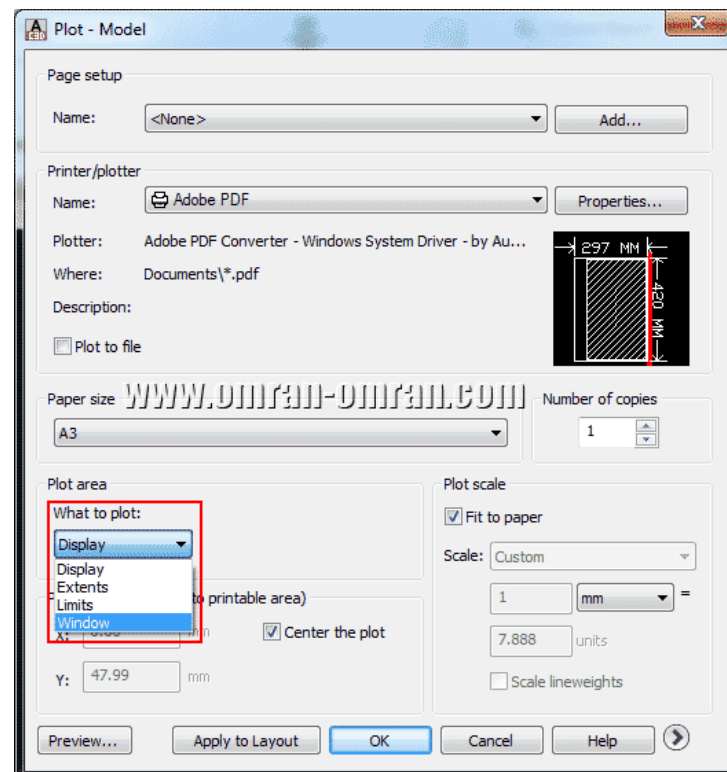 Plot - Model
Page setup
Name: <None> Add...
Printer/plotter
Name: Adobe PDF Properties...
Plotter: Adobe PDF Converter - Windows System Driver - by Au...
Where: Documents\*.pdf
Description:
Plot to file
297 MM
420 MM
Paper size
www.omran-omran.com
Number of copies
A3
1
Plot area
What to plot:
Display
Display
Extents
Limits
Window
to printable area)
X: mm
Center the plot
Y: 47.99 mm
Plot scale
Fit to paper
Scale: Custom
1 mm =
7.888 units
Scale lineweights
Preview... Apply to Layout OK Cancel Help